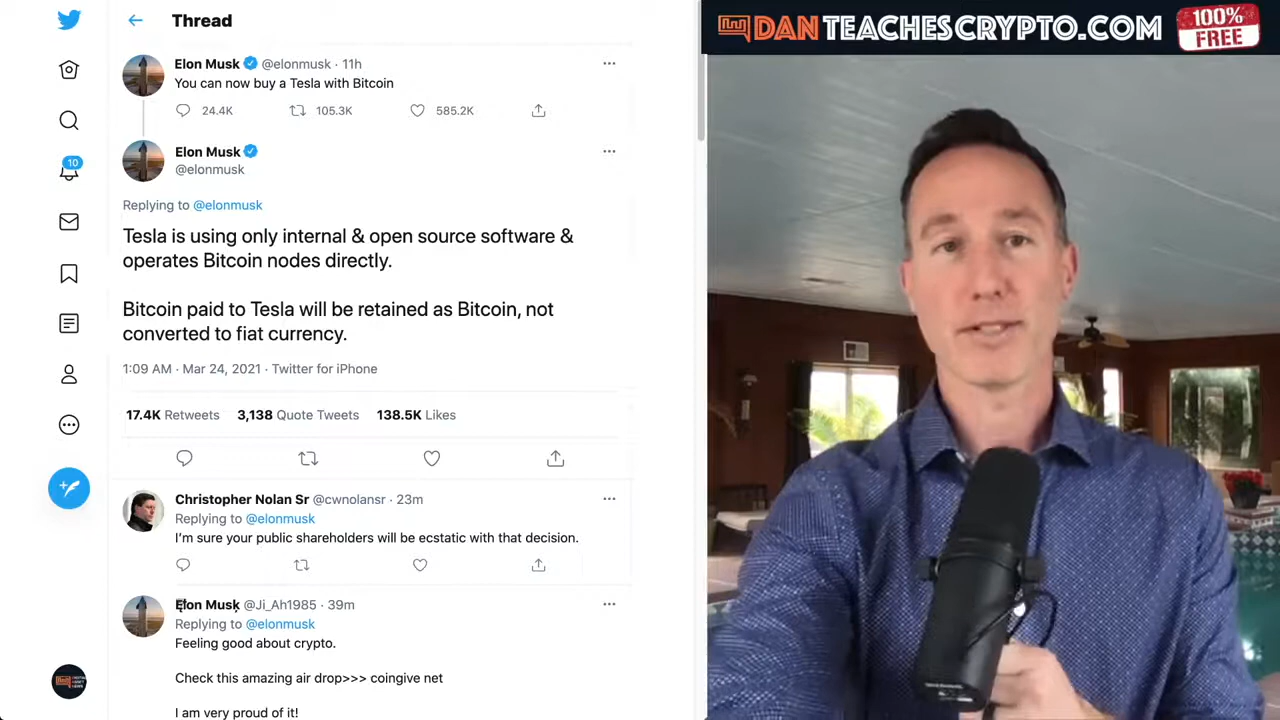 Thread
DANTEACHESCRYPTO.COM
100%
FREE
Elon Musk @elonmusk · 11h
You can now buy a Tesla with Bitcoin
24.4K 105.3K 585.2K
Elon Musk
@elonmusk
10
Replying to @elonmusk
Tesla is using only internal & open source software &
operates Bitcoin nodes directly.
Bitcoin paid to Tesla will be retained as Bitcoin, not
converted to fiat currency.
1:09 AM · Mar 24, 2021 · Twitter for iPhone
17.4K Retweets 3,138 Quote Tweets 138.5K Likes
Christopher Nolan Sr @cwnolansr · 23m
Replying to @elonmusk
I'm sure your public shareholders will be ecstatic with that decision.
Ẹlon Musḳ @Ji_Ah1985 · 39m
Replying to @elonmusk
Feeling good about crypto.
Check this amazing air drop>>> coingive net
I am very proud of it!